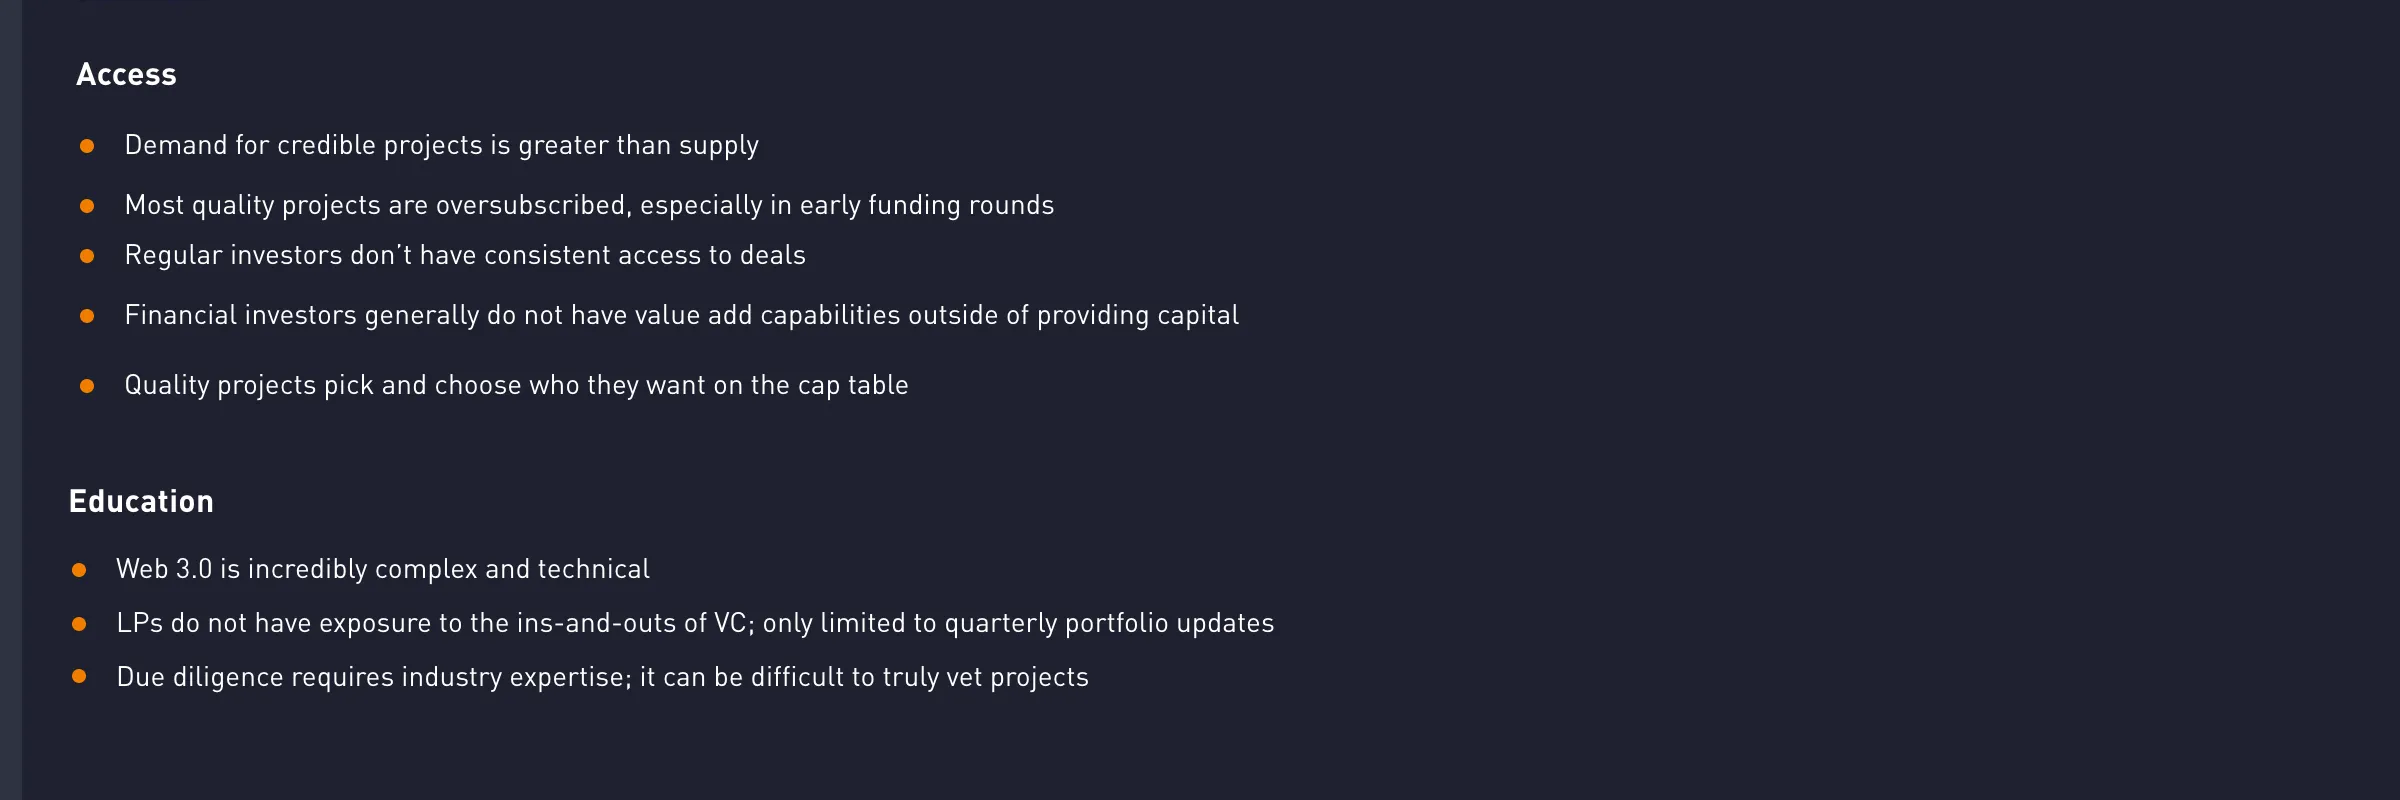 Access
Demand for credible projects is greater than supply
Most quality projects are oversubscribed, especially in early funding rounds
Regular investors don’t have consistent access to deals
Financial investors generally do not have value add capabilities outside of providing capital
Quality projects pick and choose who they want on the cap table
Education
Web 3.0 is incredibly complex and technical
LPs do not have exposure to the ins-and-outs of VC; only limited to quarterly portfolio updates
Due diligence requires industry expertise; it can be difficult to truly vet projects